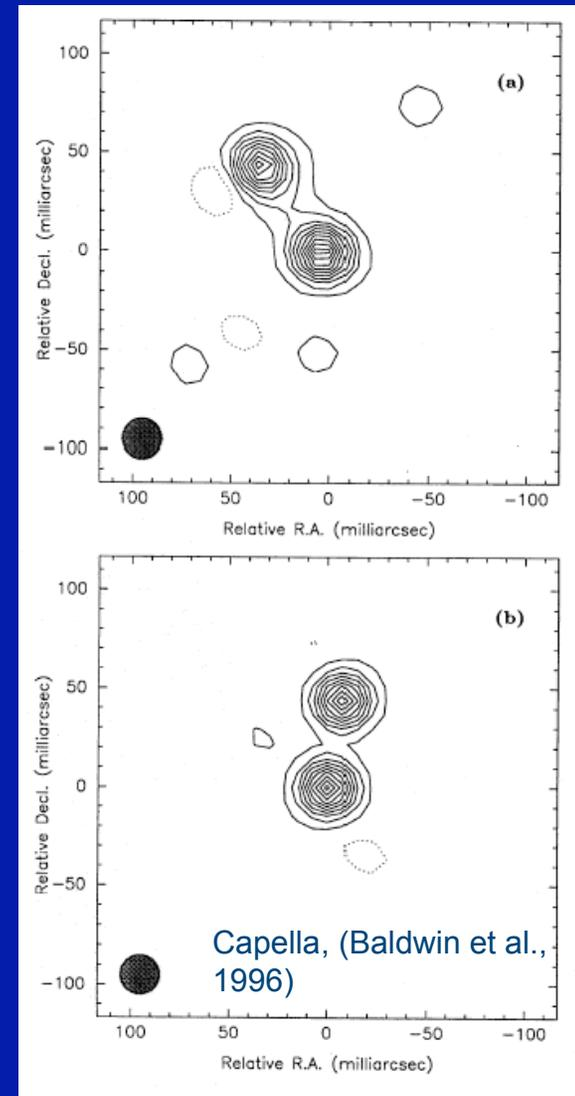 100
(a)
50
0
−50
−100
Relative Decl. (milliarcsec)
100 50 0 −50 −100
Relative R.A. (milliarcsec)
100
(b)
50
0
−50
−100
Relative Decl. (milliarcsec)
Capella, (Baldwin et al.,
1996)
100 50 0 −50 −100
Relative R.A. (milliarcsec)